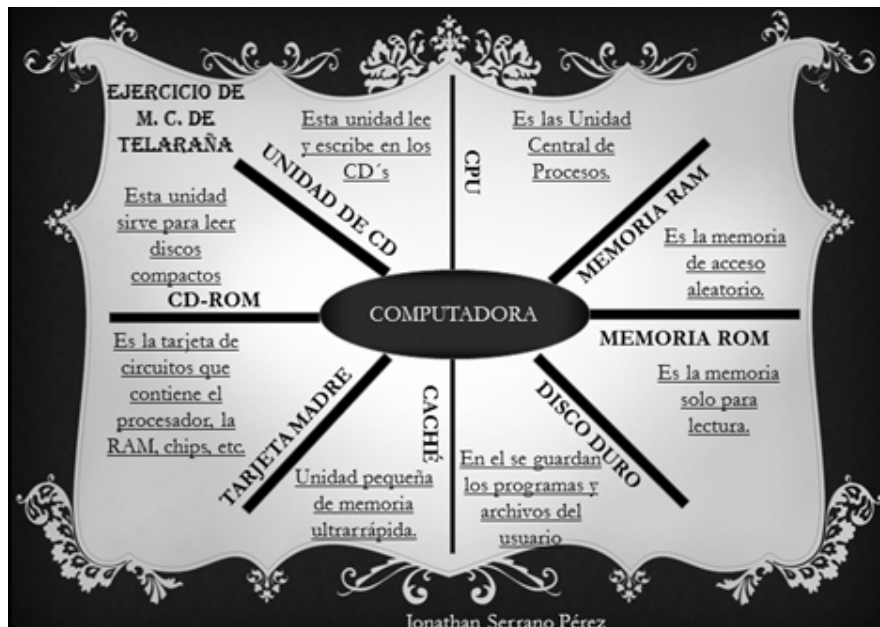 EJERCICIO DE
M. C. DE
TELARAÑA
UNIDAD DE CD
Esta unidad lee
y escribe en los
CD´s
CPU
Es las Unidad
Central de
Procesos.
MEMORIA RAM
Es la memoria
de acceso
aleatorio.
MEMORIA ROM
Es la memoria
solo para
lectura.
DISCO DURO
En el se guardan
los programas y
archivos del
usuario
CACHÉ
Unidad pequeña
de memoria
ultrarrápida.
TARJETA MADRE
Es la tarjeta de
circuitos que
contiene el
procesador, la
RAM, chips, etc.
CD-ROM
Esta unidad
sirve para leer
discos
compactos
COMPUTADORA
Jonathan Serrano Pérez